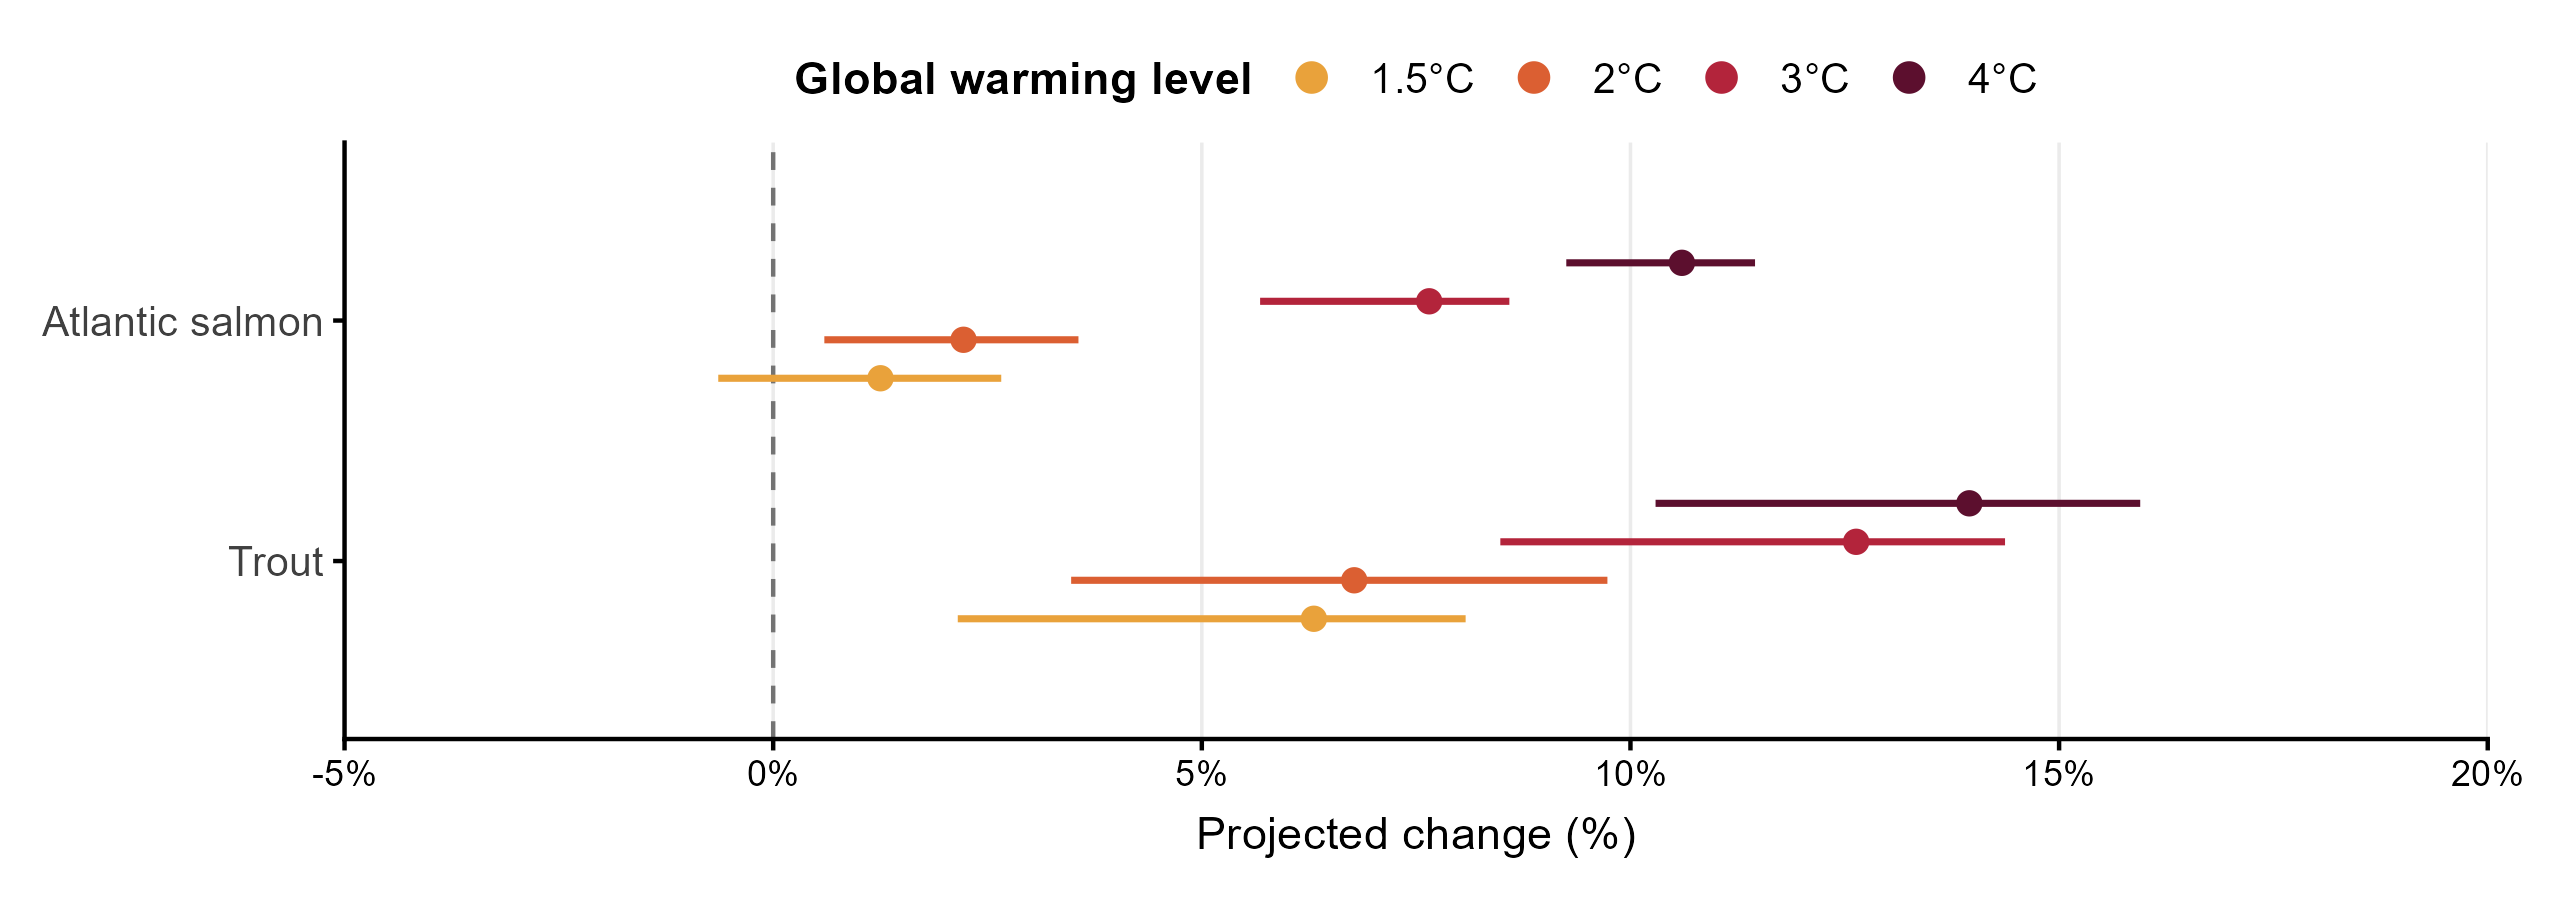 Global warming level 1.5°C 2°C 3°C 4°C
Atlantic salmon
Trout
-5% 0% 5% 10% 15% 20%
Projected change (%)